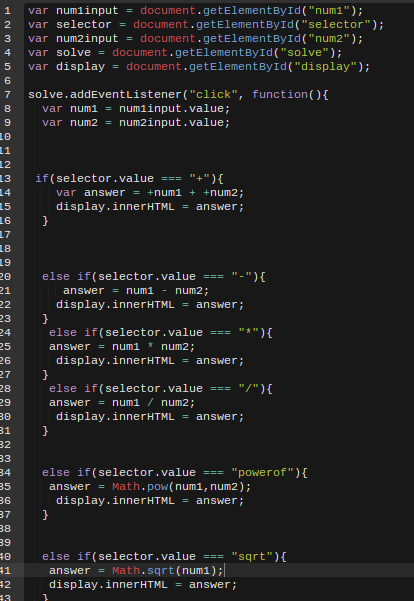 1 var num1input = document.getElementById("num1");
2 var selector = document.getElementById("selector");
3 var num2input = document.getElementById("num2");
4 var solve = document.getElementById("solve");
5 var display = document.getElementById("display");
6
7 solve.addEventListener("click", function(){
8 var num1 = num1input.value;
9 var num2 = num2input.value;
10
11
12
13 if(selector.value === "+"){
14 var answer = +num1 + +num2;
15 display.innerHTML = answer;
16 }
17
18
19
20 else if(selector.value === "-"){
21 answer = num1 - num2;
22 display.innerHTML = answer;
23 }
24 else if(selector.value === "*"){
25 answer = num1 * num2;
26 display.innerHTML = answer;
27 }
28 else if(selector.value === "/"){
29 answer = num1 / num2;
30 display.innerHTML = answer;
31 }
32
33
34 else if(selector.value === "powerof"){
35 answer = Math.pow(num1,num2);
36 display.innerHTML = answer;
37 }
38
39
40 else if(selector.value === "sqrt"){
41 answer = Math.sqrt(num1);
42 display.innerHTML = answer;
43 }